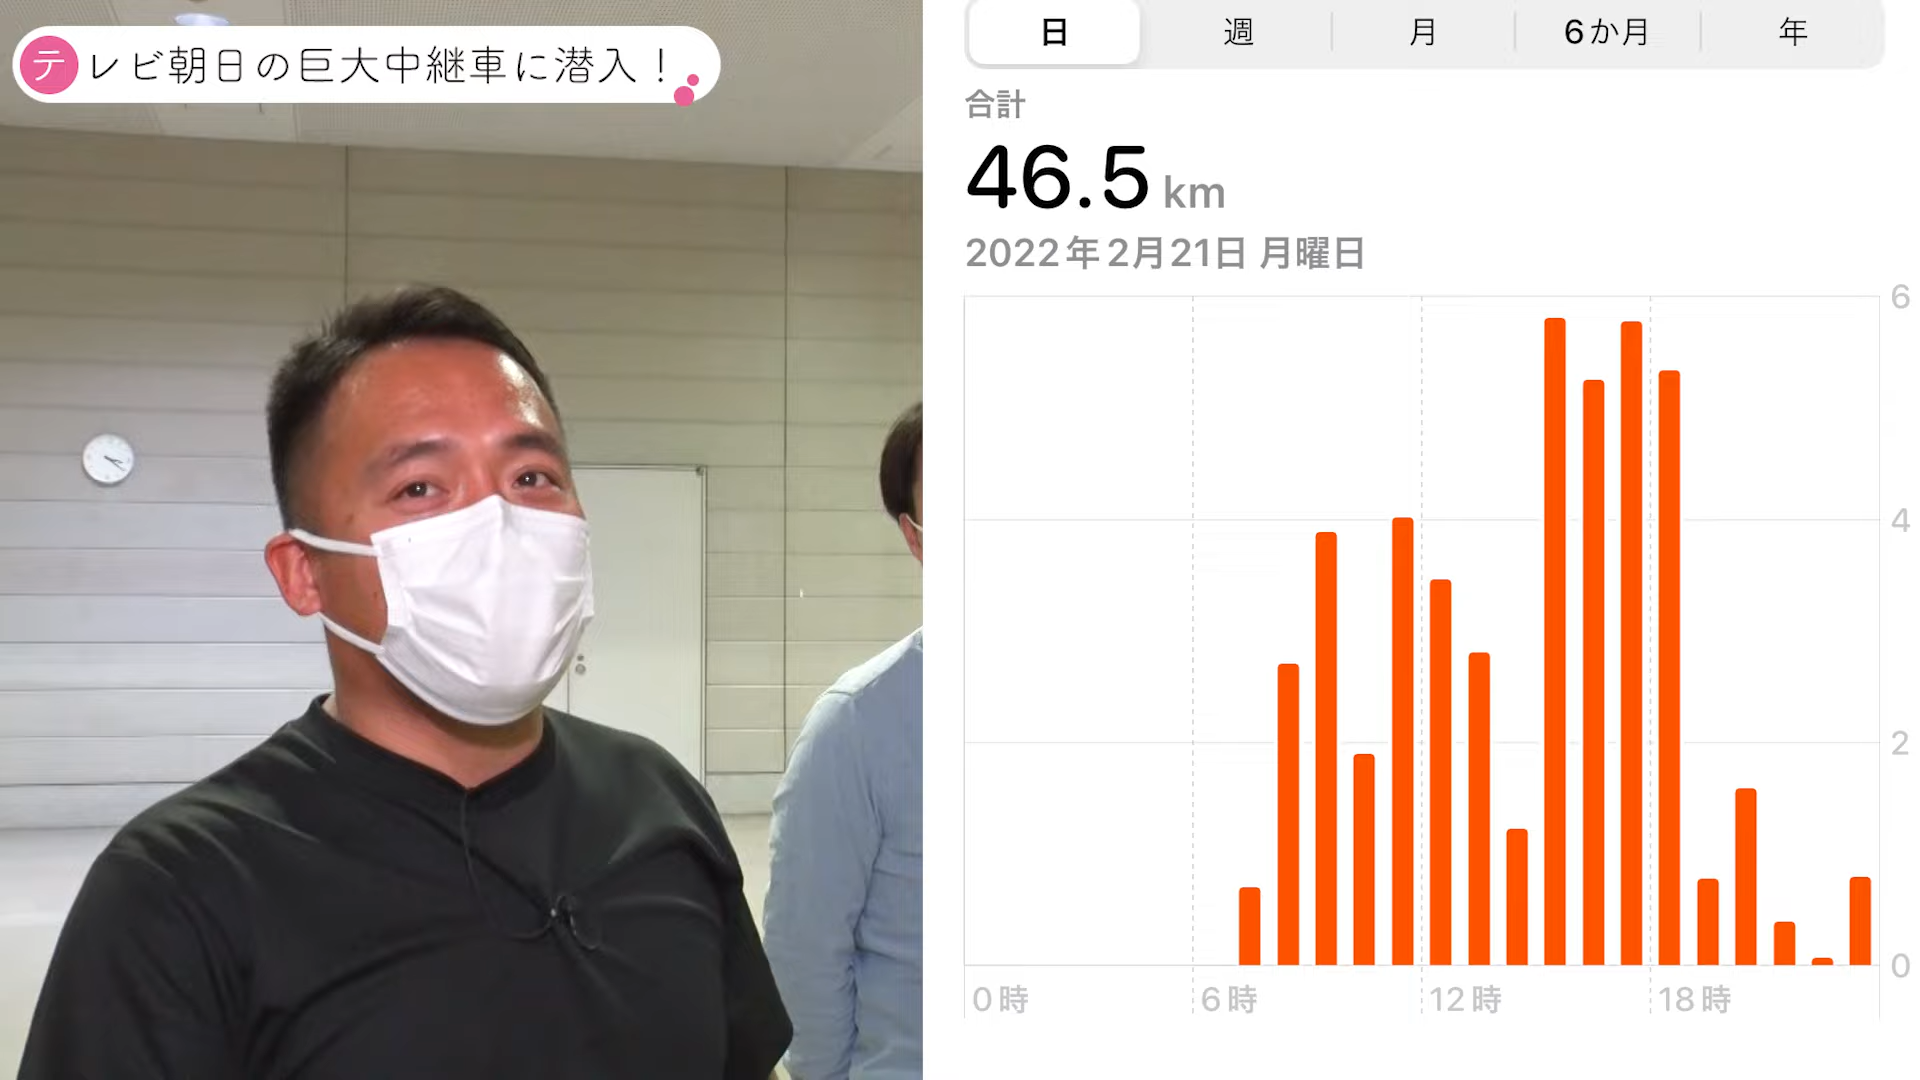 テレビ朝日の巨大中継車に潜入！
日 週 月 6か月 年
合計
46.5 km
2022年2月21日 月曜日
6
4
2
0
0時 6時 12時 18時